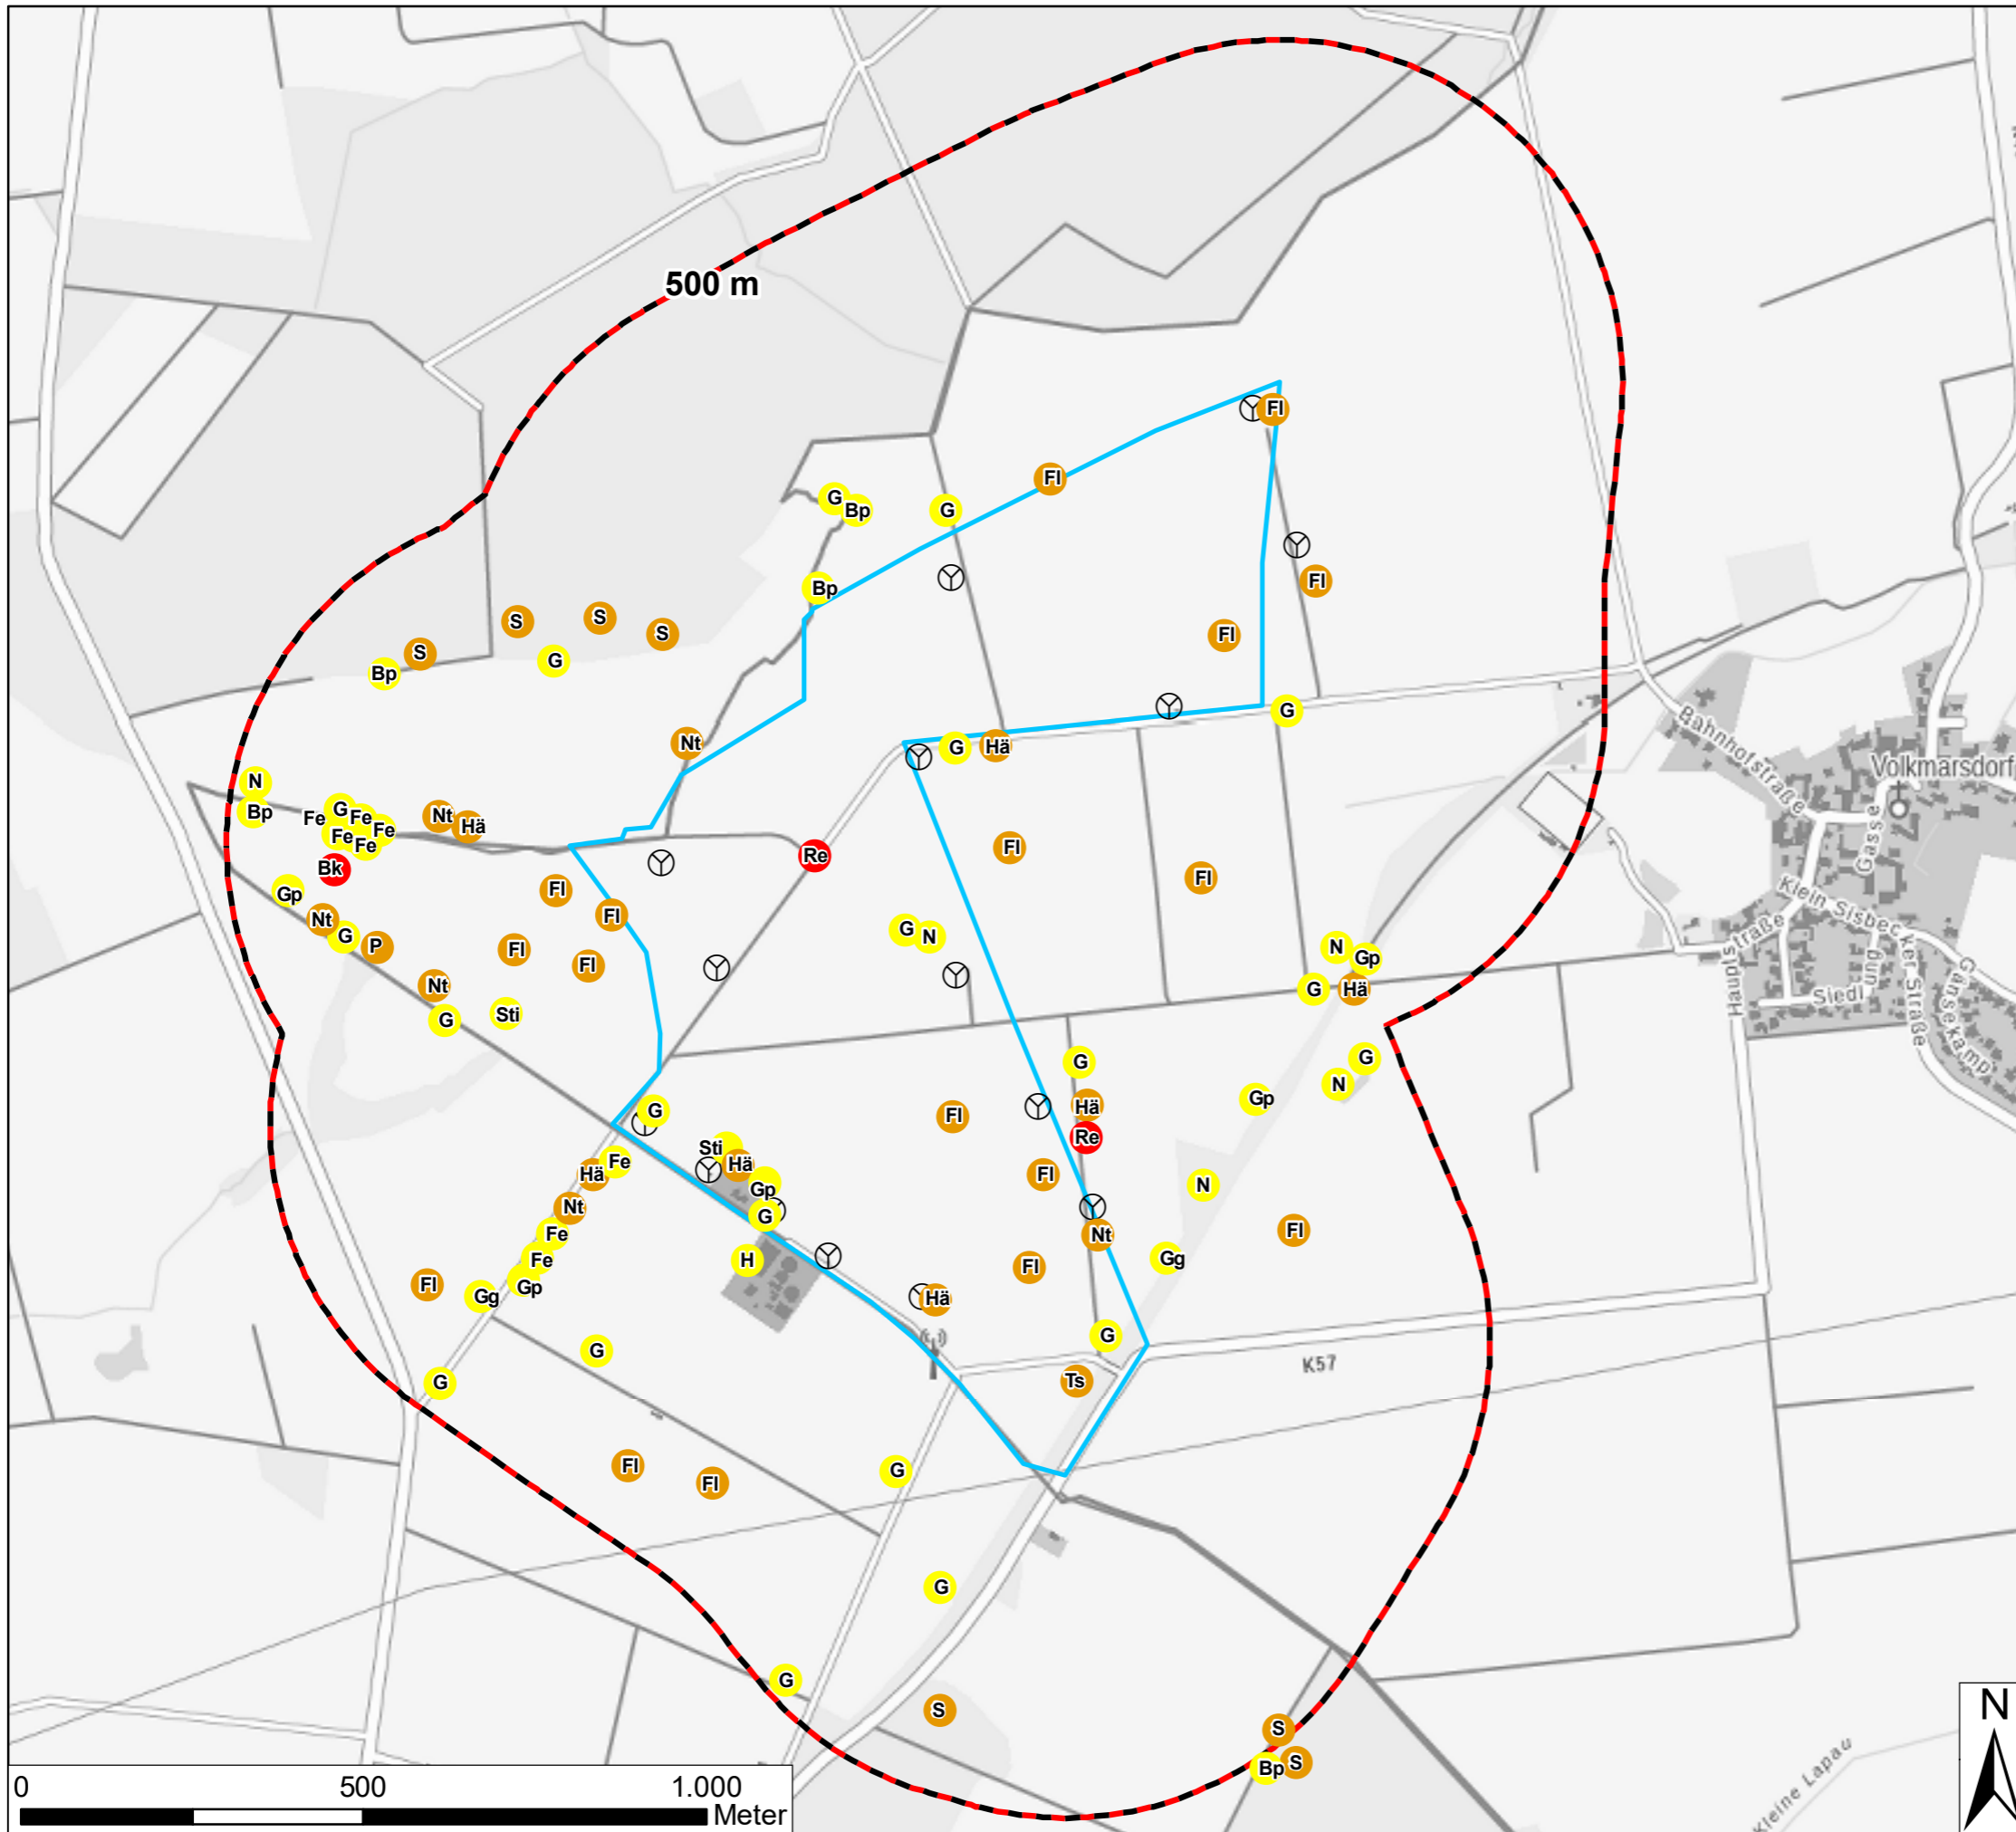 500 m
Fl
Fl
G
Bp
G
Bp
Fl
Fl
S
S
S
S
G
Bp
G
Nt
G
Hä
Bahnhofstraße
Volkmarsdorf
N
Bp
Fe
G
Fe
Fe
Fe
Fe
Nt
Hä
Bk
Re
Fl
Fl
Gasse
Gp
Nt
G
P
Fl
Fl
Fl
Fl
G
N
N
Gp
G
Hä
Klein Sisbecker Straße
Hauptstraße
Siedlung
Gänsekamp
Nt
G
Sti
G
Hä
Re
Gp
G
N
G
Fl
Sti
Hä
Gp
G
Hä
Fe
Nt
Fe
Fe
Gp
Gg
Fl
Fl
N
Nt
Gg
Fl
Fl
H
Hä
G
K57
Ts
G
G
Fl
Fl
G
G
G
S
S
S
Bp
Kleine Lapau
N
0 500 1.000
Meter